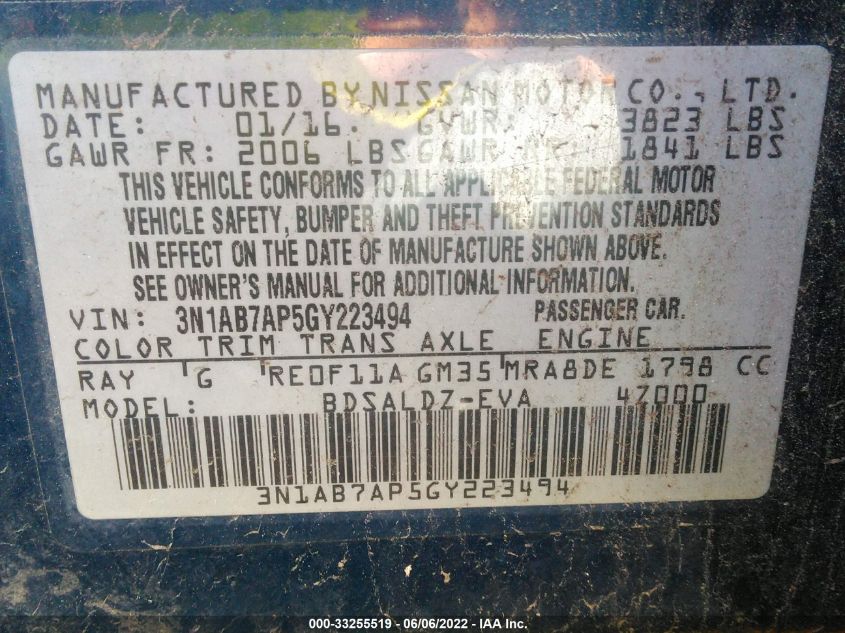 MANUFACTURED BY NISSAN MOTOR CO., LTD.
DATE: 01/16. GVWR: 3823 LBS
GAWR FR: 2006 LBS GAWR RR: 1841 LBS
THIS VEHICLE CONFORMS TO ALL APPLICABLE FEDERAL MOTOR
VEHICLE SAFETY, BUMPER AND THEFT PREVENTION STANDARDS
IN EFFECT ON THE DATE OF MANUFACTURE SHOWN ABOVE.
SEE OWNER'S MANUAL FOR ADDITIONAL INFORMATION.
VIN: 3N1AB7AP5GY223494 PASSENGER CAR.
COLOR TRIM TRANS AXLE ENGINE
RAY G RE0F11A GM35 MRA8DE 1798 CC
MODEL: BDSALDZ-EVA 47000
3N1AB7AP5GY223494
000-33255519 - 06/06/2022 - IAA Inc.